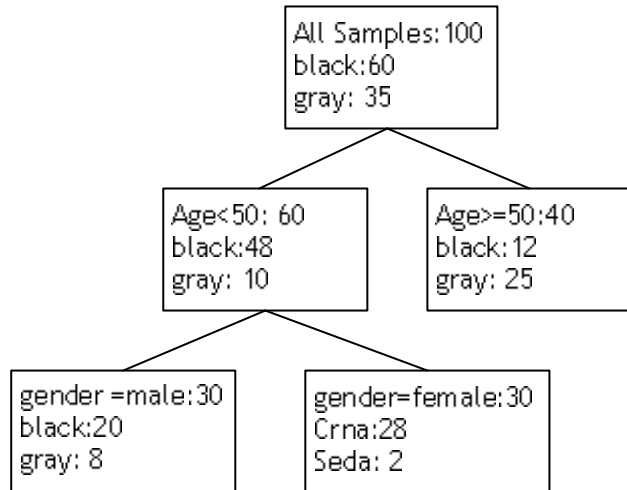 All Samples:100
black:60
gray: 35
Age<50: 60
black:48
gray: 10
Age>=50:40
black:12
gray: 25
gender =male:30
black:20
gray: 8
gender=female:30
Crna:28
Seda: 2